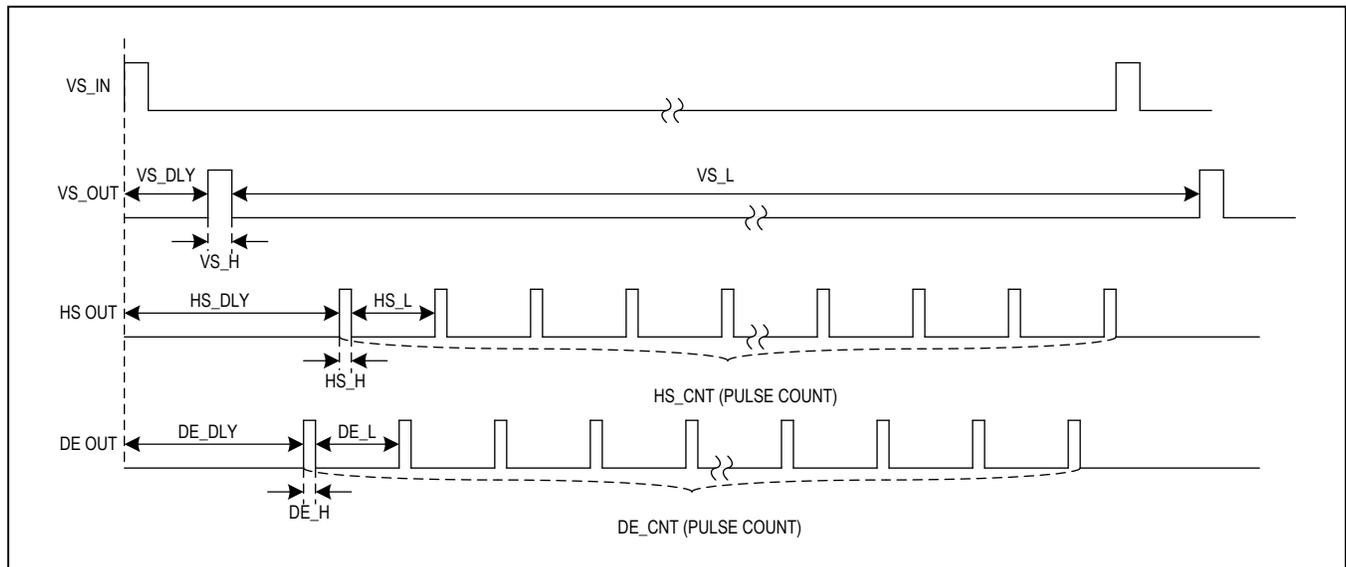 VS_IN
VS_DLY
VS_L
VS_OUT
VS_H
HS_DLY
HS_L
HS OUT
HS_H
HS_CNT (PULSE COUNT)
DE_DLY
DE_L
DE OUT
DE_H
DE_CNT (PULSE COUNT)